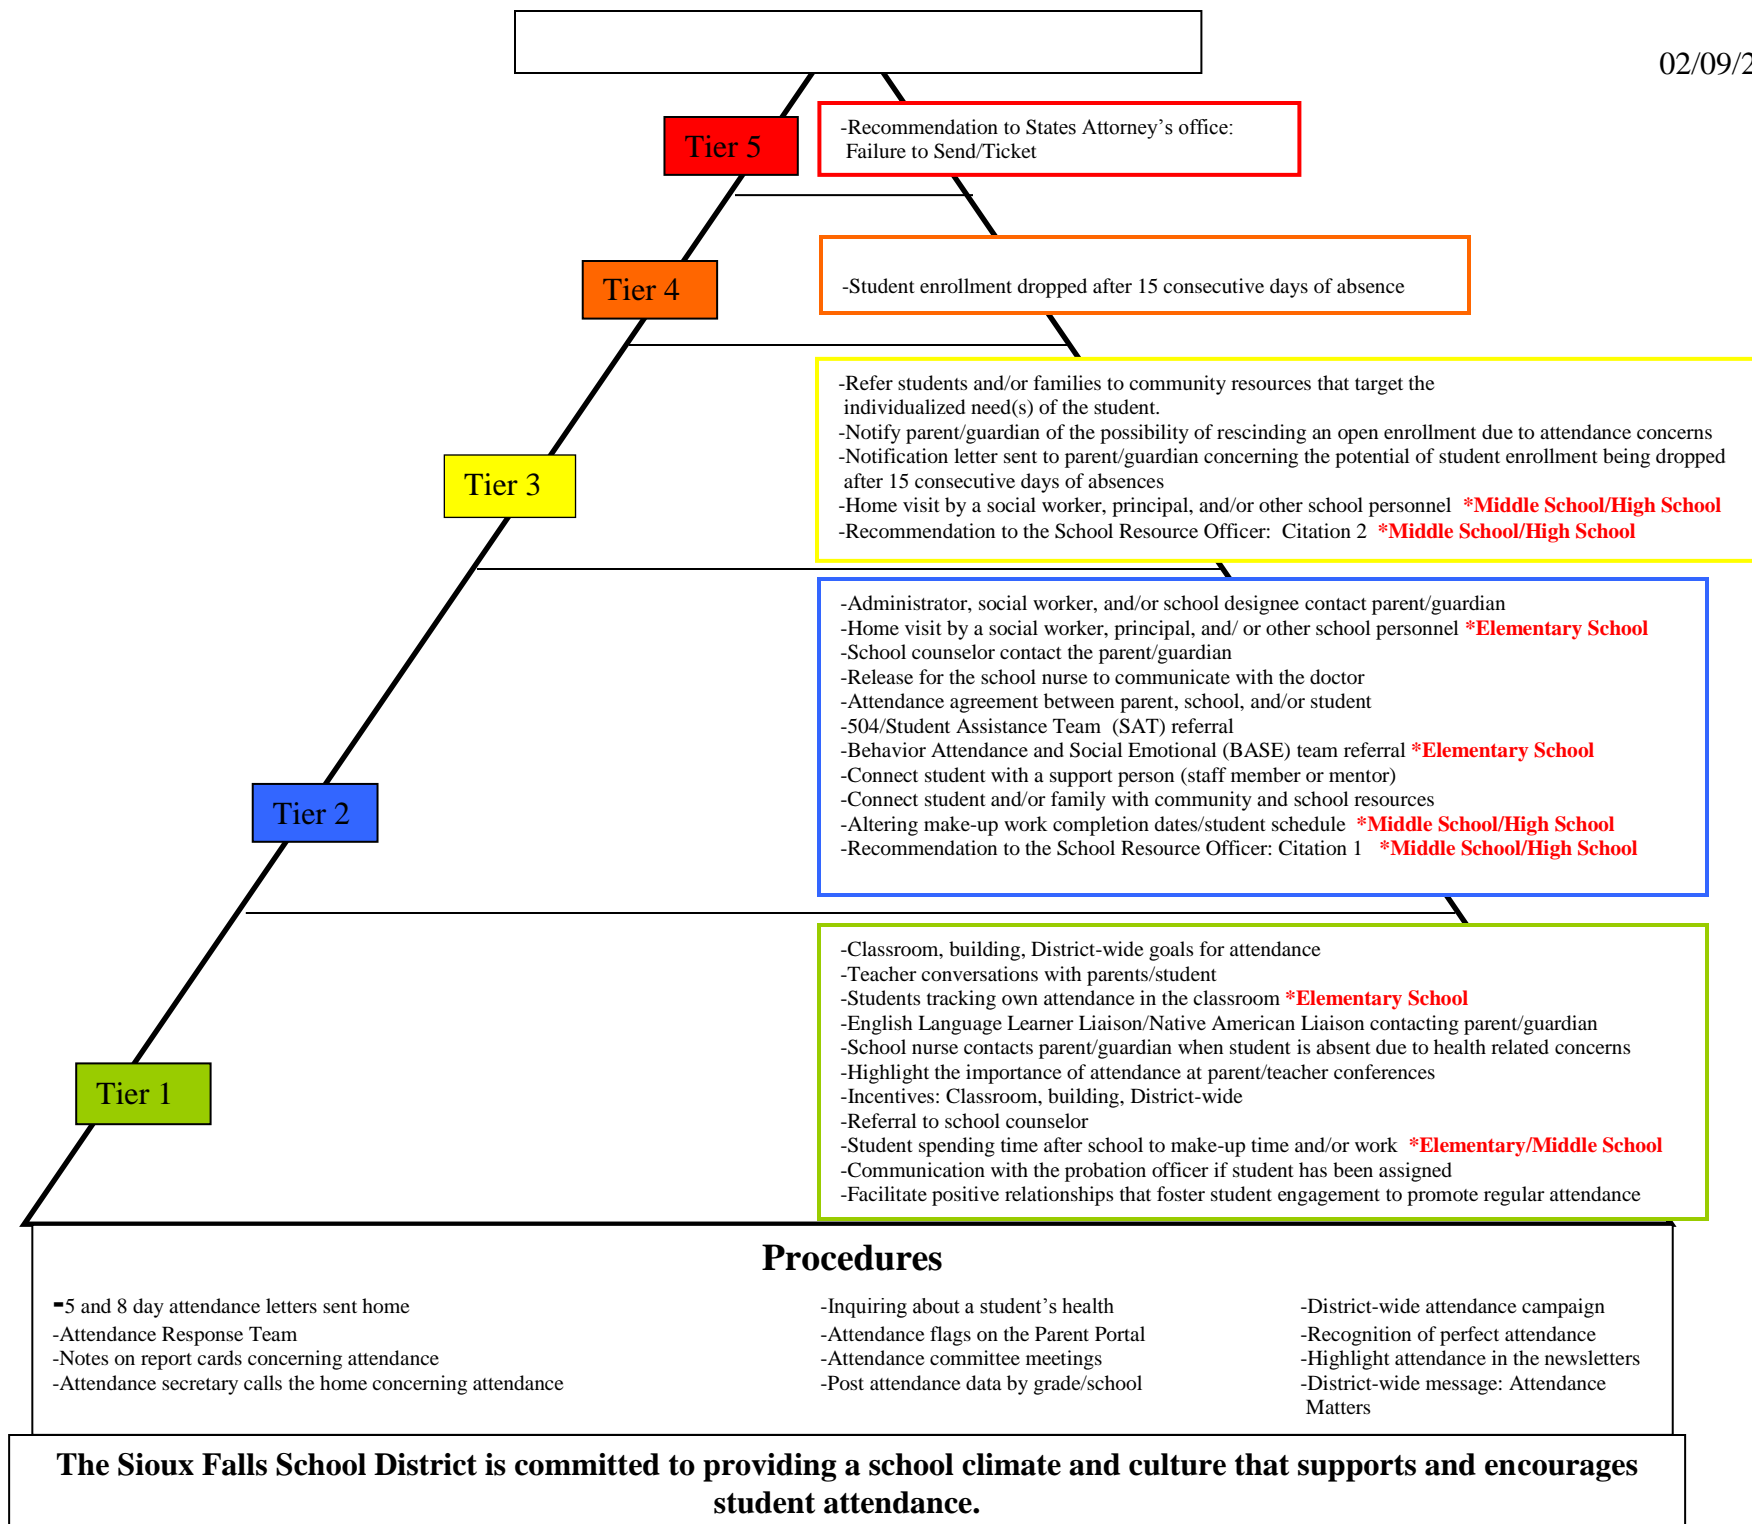 02/09/2
Tier 5
-Recommendation to States Attorney’s office:
Failure to Send/Ticket
Tier 4
-Student enrollment dropped after 15 consecutive days of absence
Tier 3
-Refer students and/or families to community resources that target the
individualized need(s) of the student.
-Notify parent/guardian of the possibility of rescinding an open enrollment due to attendance concerns
-Notification letter sent to parent/guardian concerning the potential of student enrollment being dropped
after 15 consecutive days of absences
-Home visit by a social worker, principal, and/or other school personnel *Middle School/High School
-Recommendation to the School Resource Officer: Citation 2 *Middle School/High School
Tier 2
-Administrator, social worker, and/or school designee contact parent/guardian
-Home visit by a social worker, principal, and/ or other school personnel *Elementary School
-School counselor contact the parent/guardian
-Release for the school nurse to communicate with the doctor
-Attendance agreement between parent, school, and/or student
-504/Student Assistance Team (SAT) referral
-Behavior Attendance and Social Emotional (BASE) team referral *Elementary School
-Connect student with a support person (staff member or mentor)
-Connect student and/or family with community and school resources
-Altering make-up work completion dates/student schedule *Middle School/High School
-Recommendation to the School Resource Officer: Citation 1 *Middle School/High School
Tier 1
-Classroom, building, District-wide goals for attendance
-Teacher conversations with parents/student
-Students tracking own attendance in the classroom *Elementary School
-English Language Learner Liaison/Native American Liaison contacting parent/guardian
-School nurse contacts parent/guardian when student is absent due to health related concerns
-Highlight the importance of attendance at parent/teacher conferences
-Incentives: Classroom, building, District-wide
-Referral to school counselor
-Student spending time after school to make-up time and/or work *Elementary/Middle School
-Communication with the probation officer if student has been assigned
-Facilitate positive relationships that foster student engagement to promote regular attendance
Procedures
-5 and 8 day attendance letters sent home
-Attendance Response Team
-Notes on report cards concerning attendance
-Attendance secretary calls the home concerning attendance
-Inquiring about a student’s health
-Attendance flags on the Parent Portal
-Attendance committee meetings
-Post attendance data by grade/school
-District-wide attendance campaign
-Recognition of perfect attendance
-Highlight attendance in the newsletters
-District-wide message: Attendance
Matters
The Sioux Falls School District is committed to providing a school climate and culture that supports and encourages
student attendance.